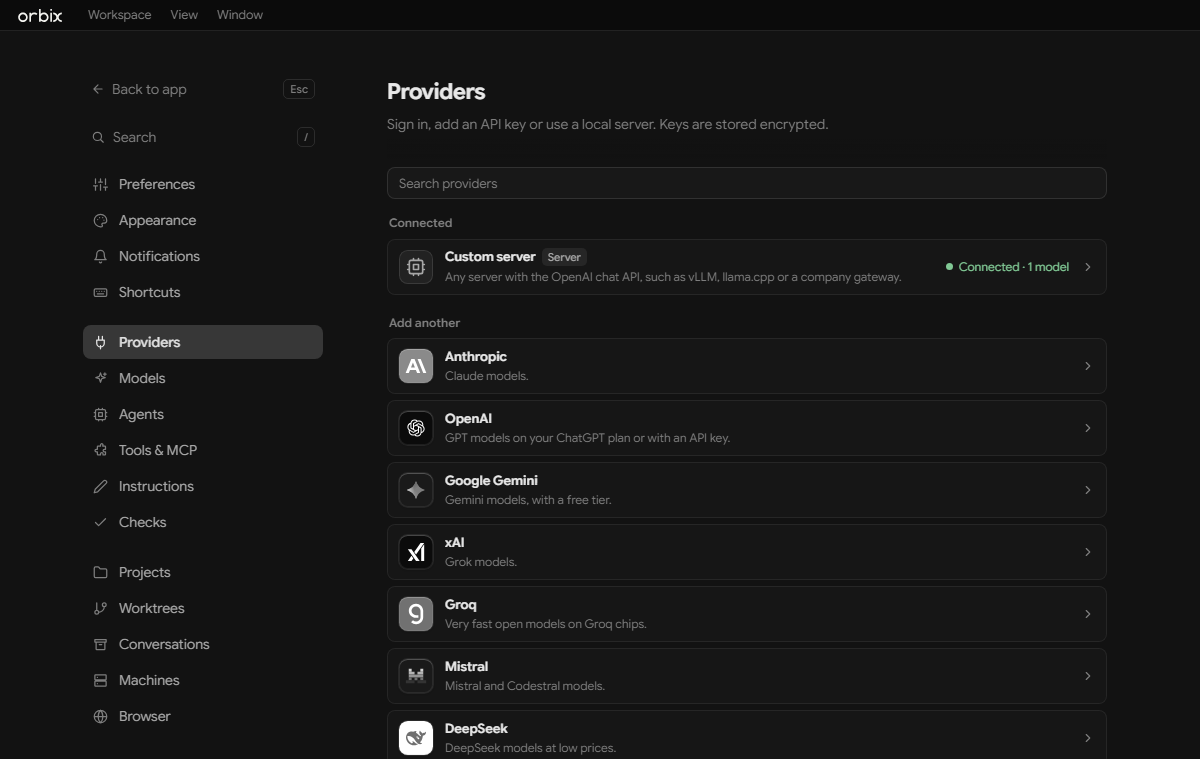 orbix Workspace View Window
Back to app Esc
Search /
Preferences
Appearance
Notifications
Shortcuts
Providers
Models
Agents
Tools & MCP
Instructions
Checks
Projects
Worktrees
Conversations
Machines
Browser
Providers
Sign in, add an API key or use a local server. Keys are stored encrypted.
Search providers
Connected
Custom server Server
Any server with the OpenAI chat API, such as vLLM, llama.cpp or a company gateway.
Connected · 1 model
Add another
Anthropic
Claude models.
OpenAI
GPT models on your ChatGPT plan or with an API key.
Google Gemini
Gemini models, with a free tier.
xAI
Grok models.
Groq
Very fast open models on Groq chips.
Mistral
Mistral and Codestral models.
DeepSeek
DeepSeek models at low prices.